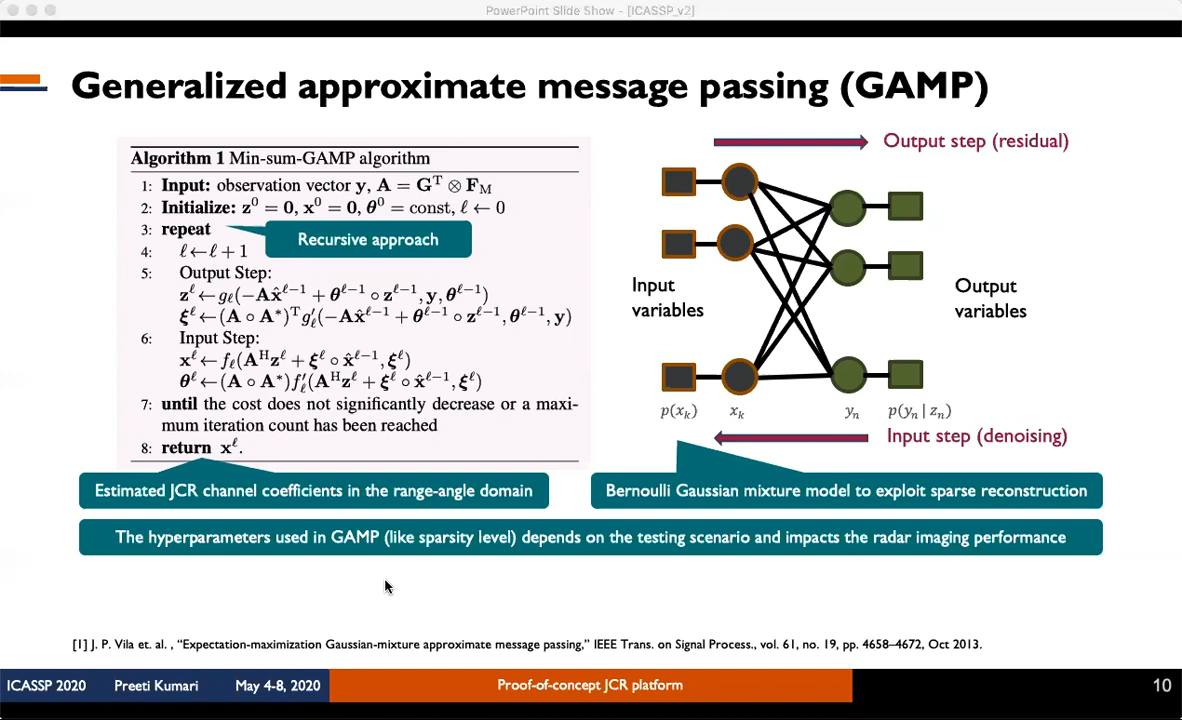 PowerPoint Slide Show - [ICASSP_v2]
Generalized approximate message passing (GAMP)
Algorithm 1 Min-sum-GAMP algorithm
1: Input: observation vector y, A = Gᵀ ⊗ F_M
2: Initialize: z⁰ = 0, x⁰ = 0, θ⁰ = const, ℓ ← 0
3: repeat
Recursive approach
4: ℓ ← ℓ + 1
5: Output Step:
z^ℓ ← g_ℓ(−Ax̂^{ℓ−1} + θ^{ℓ−1} ∘ z^{ℓ−1}, y, θ^{ℓ−1})
ξ^ℓ ← (A ∘ A*)ᵀ g′_ℓ(−Ax̂^{ℓ−1} + θ^{ℓ−1} ∘ z^{ℓ−1}, θ^{ℓ−1}, y)
6: Input Step:
x^ℓ ← f_ℓ(Aᴴz^ℓ + ξ^ℓ ∘ x̂^{ℓ−1}, ξ^ℓ)
θ^ℓ ← (A ∘ A*) f′_ℓ(Aᴴz^ℓ + ξ^ℓ ∘ x̂^{ℓ−1}, ξ^ℓ)
7: until the cost does not significantly decrease or a maxi-
mum iteration count has been reached
8: return x^ℓ.
Output step (residual)
Input
variables
Output
variables
p(x_k) x_k y_n p(y_n | z_n)
Input step (denoising)
Estimated JCR channel coefficients in the range-angle domain
Bernoulli Gaussian mixture model to exploit sparse reconstruction
The hyperparameters used in GAMP (like sparsity level) depends on the testing scenario and impacts the radar imaging performance
[1] J. P. Vila et. al. , “Expectation-maximization Gaussian-mixture approximate message passing,” IEEE Trans. on Signal Process., vol. 61, no. 19, pp. 4658–4672, Oct 2013.
ICASSP 2020 Preeti Kumari May 4-8, 2020 Proof-of-concept JCR platform 10